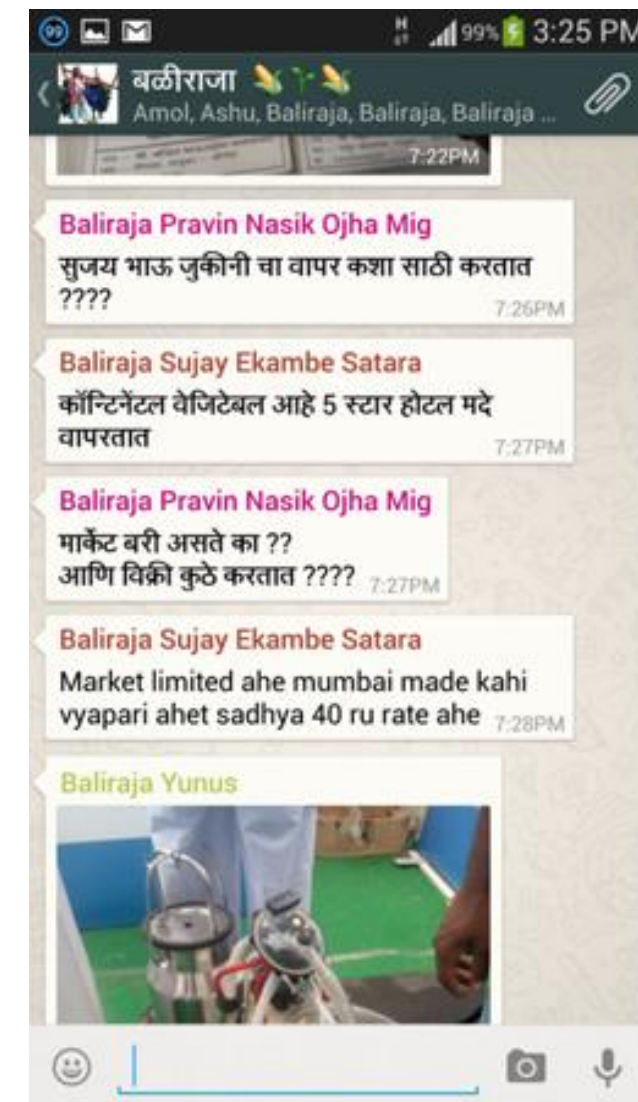 99 99% 3:25 PM
बळीराजा
Amol, Ashu, Baliraja, Baliraja, Baliraja ...
7:22PM
Baliraja Pravin Nasik Ojha Mig
सुजय भाऊ जुकीनी चा वापर कशा साठी करतात
????
7:26PM
Baliraja Sujay Ekambe Satara
कॉन्टिनेंटल वेजिटेबल आहे 5 स्टार होटल मदे
वापरतात
7:27PM
Baliraja Pravin Nasik Ojha Mig
मार्केट बरी असते का ??
आणि विक्री कुठे करतात ???? 7:27PM
Baliraja Sujay Ekambe Satara
Market limited ahe mumbai made kahi
vyapari ahet sadhya 40 ru rate ahe 7:28PM
Baliraja Yunus